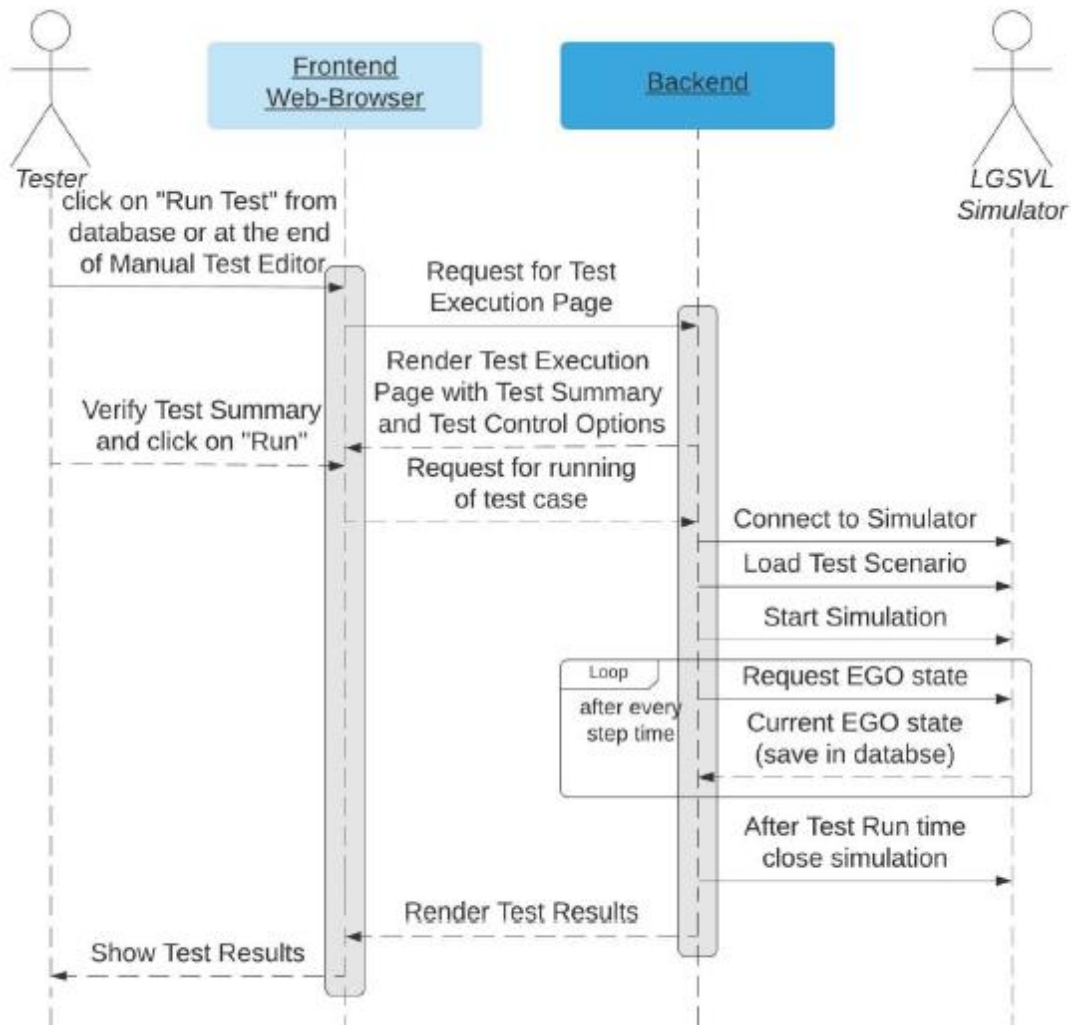 Frontend
Web-Browser
Backend
Tester
LGSVL
Simulator
click on "Run Test" from
database or at the end
of Manual Test Editor
Request for Test
Execution Page
Render Test Execution
Page with Test Summary
and Test Control Options
Verify Test Summary
and click on "Run"
Request for running
of test case
Connect to Simulator
Load Test Scenario
Start Simulation
Loop
after every
step time
Request EGO state
Current EGO state
(save in databse)
After Test Run time
close simulation
Render Test Results
Show Test Results